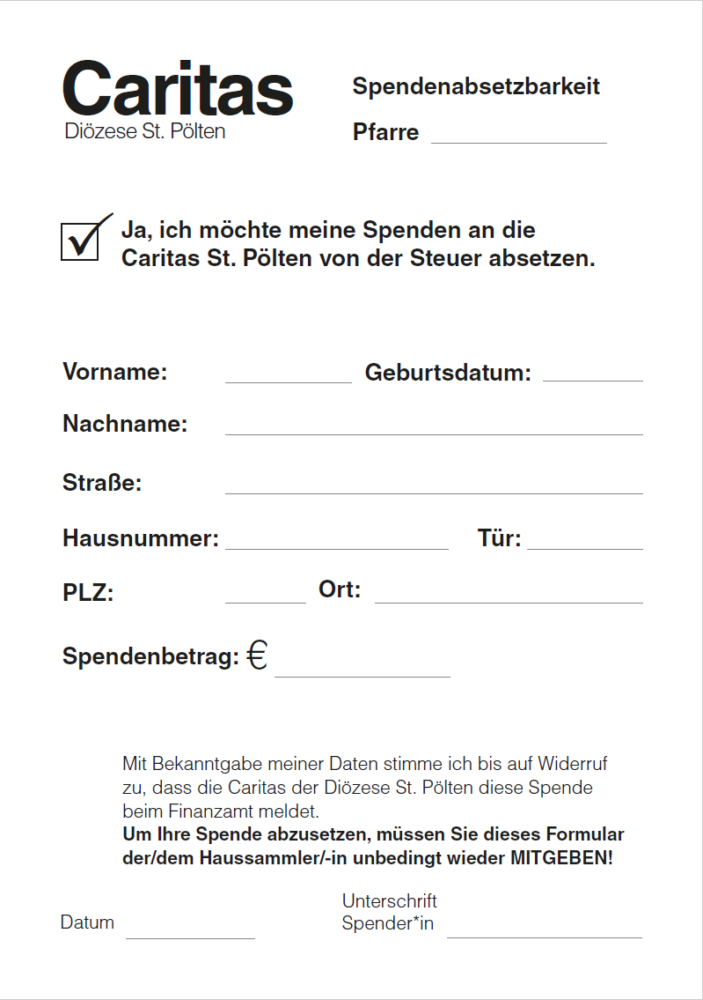 Caritas
Diözese St. Pölten
Spendenabsetzbarkeit
Pfarre
Ja, ich möchte meine Spenden an die
Caritas St. Pölten von der Steuer absetzen.
Vorname: Geburtsdatum:
Nachname:
Straße:
Hausnummer: Tür:
PLZ: Ort:
Spendenbetrag: €
Mit Bekanntgabe meiner Daten stimme ich bis auf Widerruf
zu, dass die Caritas der Diözese St. Pölten diese Spende
beim Finanzamt meldet.
Um Ihre Spende abzusetzen, müssen Sie dieses Formular
der/dem Haussammler/-in unbedingt wieder MITGEBEN!
Datum
Unterschrift
Spender*in